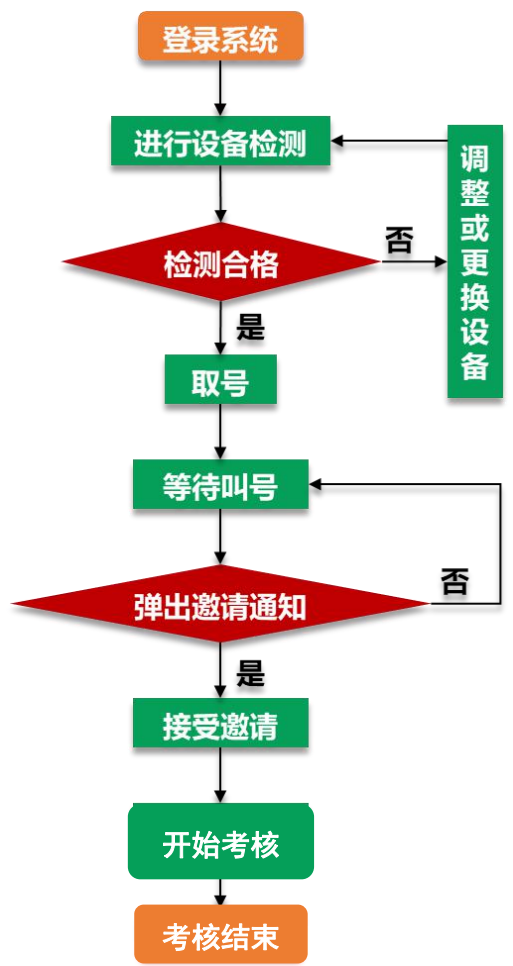 登录系统
进行设备检测
检测合格
否
调整或更换设备
是
取号
等待叫号
弹出邀请通知
否
是
接受邀请
开始考核
考核结束